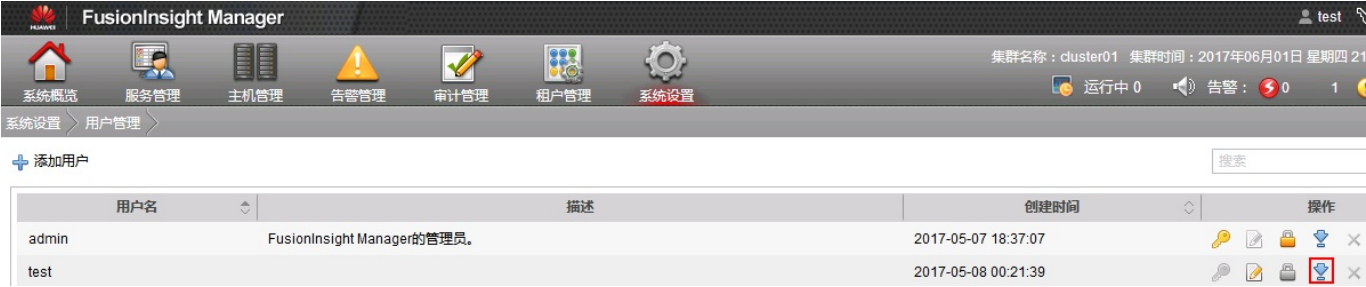 HUAWEI FusionInsight Manager test
集群名称：cluster01 集群时间：2017年06月01日 星期四 21
系统概览 服务管理 主机管理 告警管理 审计管理 租户管理 系统设置 运行中 0 告警： 0 1
系统设置 用户管理
添加用户 搜索
用户名 描述 创建时间 操作
admin FusionInsight Manager的管理员。 2017-05-07 18:37:07
test 2017-05-08 00:21:39